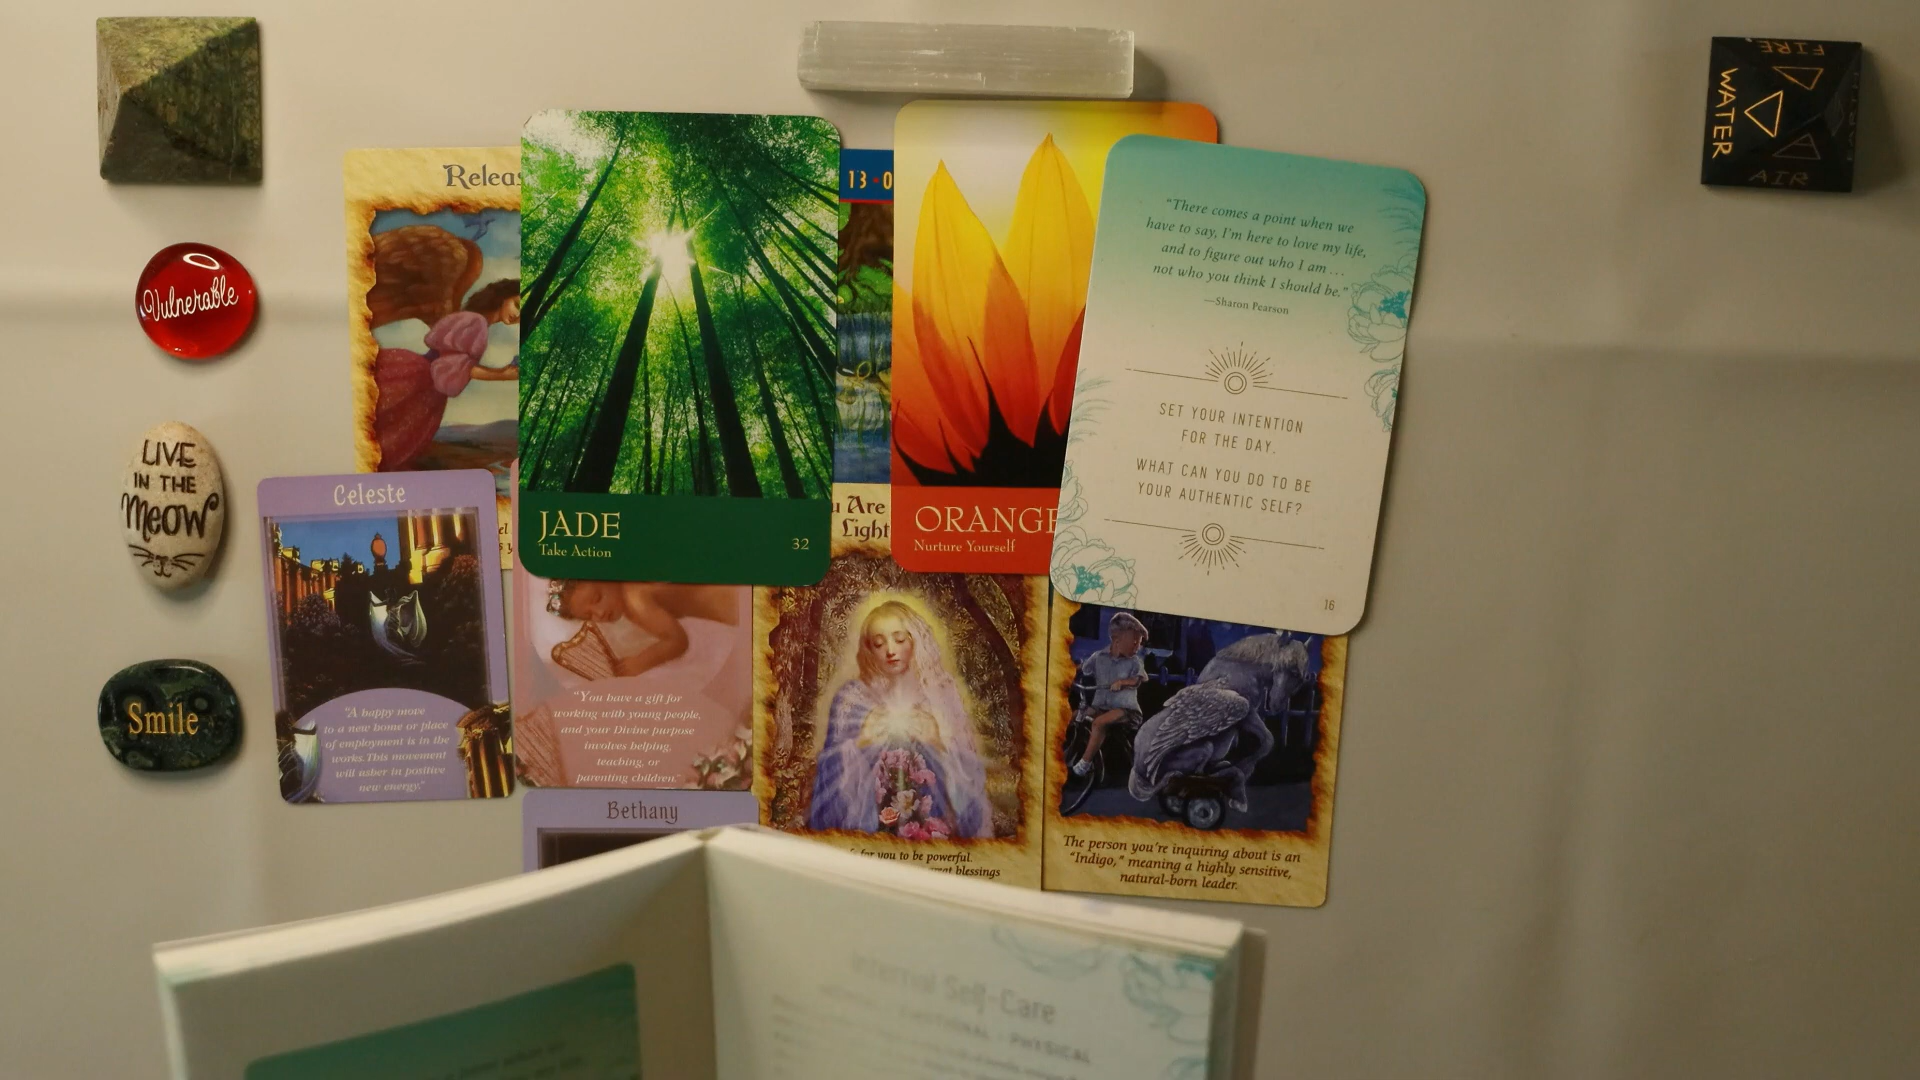 FIRE
WATER
EARTH
AIR
Vulnerable
LIVE
IN THE
Meow
Smile
13
JADE
Take Action
32
Nurture Yourself
“There comes a point when we
have to say, I’m here to love my life,
and to figure out who I am ...
not who you think I should be.”
—Sharon Pearson
SET YOUR INTENTION
FOR THE DAY.
WHAT CAN YOU DO TO BE
YOUR AUTHENTIC SELF?
16
Are
Light
Celeste
“A happy move
to a new home or place
of employment is in the
works. This movement
will usher in positive
new energy.”
“You have a gift for
working with young people,
and your Divine purpose
involves helping,
teaching, or
parenting children.”
Bethany
for you to be powerful.
great blessings
The person you’re inquiring about is an
“Indigo,” meaning a highly sensitive,
natural-born leader.
Self-Care
PHYSICAL